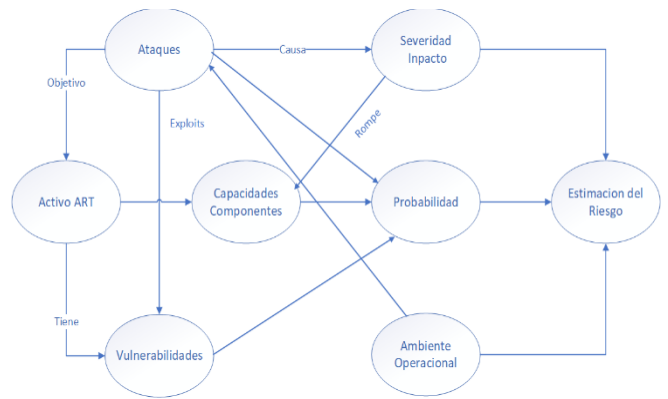 Ataques
Causa
Severidad
Inpacto
Objetivo
Exploits
Rompe
Activo ART
Capacidades
Componentes
Probabilidad
Estimacion del
Riesgo
Tiene
Vulnerabilidades
Ambiente
Operacional